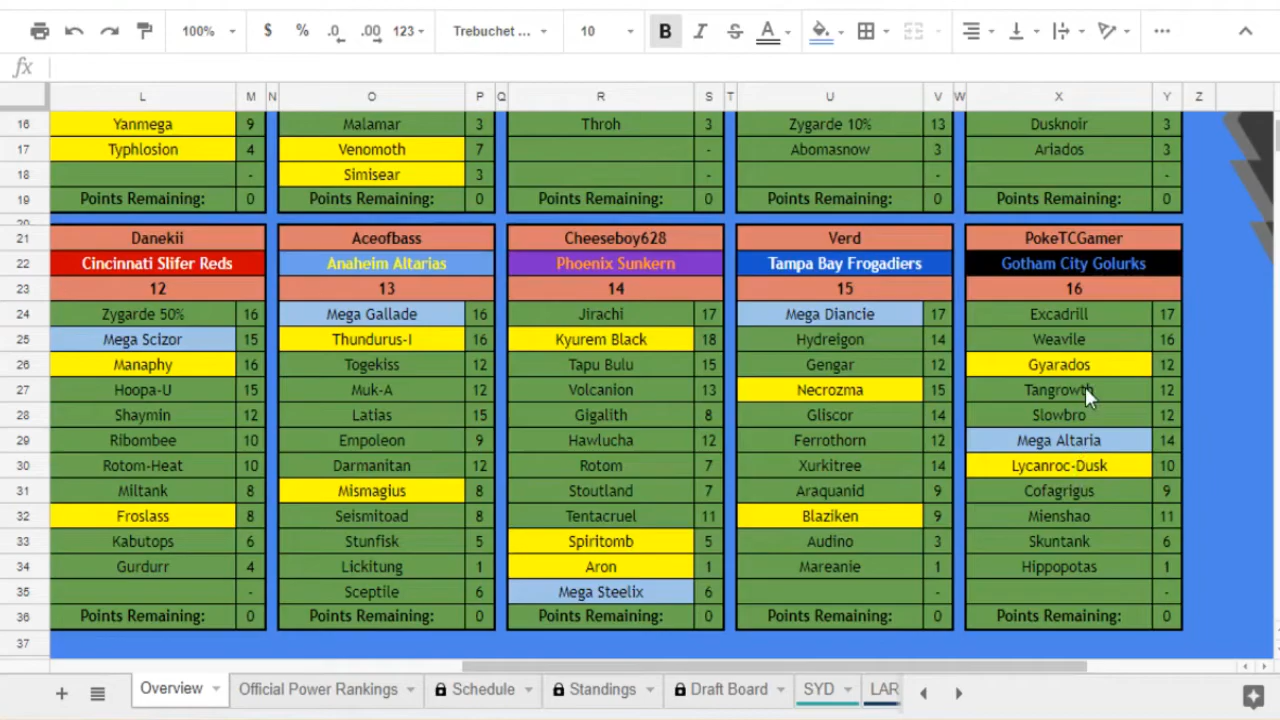 100% $ % .0 .00 123 Trebuchet ... 10 B I S A ...
fx
L M N O P Q R S T U V W X Y Z
16 Yanmega 9 Malamar 3 Throh 3 Zygarde 10% 13 Dusknoir 3
17 Typhlosion 4 Venomoth 7 - Abomasnow 3 Ariados 3
18 - Simisear 3 - - -
19 Points Remaining: 0 Points Remaining: 0 Points Remaining: 0 Points Remaining: 0 Points Remaining: 0
20
21 Danekii Aceofbass Cheeseboy628 Verd PokeTCGamer
22 Cincinnati Slifer Reds Anaheim Altarias Phoenix Sunkern Tampa Bay Frogadiers Gotham City Golurks
23 12 13 14 15 16
24 Zygarde 50% 16 Mega Gallade 16 Jirachi 17 Mega Diancie 17 Excadrill 17
25 Mega Scizor 15 Thundurus-I 16 Kyurem Black 18 Hydreigon 14 Weavile 16
26 Manaphy 16 Togekiss 12 Tapu Bulu 15 Gengar 12 Gyarados 12
27 Hoopa-U 15 Muk-A 12 Volcanion 13 Necrozma 15 Tangrowth 12
28 Shaymin 12 Latias 15 Gigalith 8 Gliscor 14 Slowbro 12
29 Ribombee 10 Empoleon 9 Hawlucha 12 Ferrothorn 12 Mega Altaria 14
30 Rotom-Heat 10 Darmanitan 12 Rotom 7 Xurkitree 14 Lycanroc-Dusk 10
31 Miltank 8 Mismagius 8 Stoutland 7 Araquanid 9 Cofagrigus 9
32 Froslass 8 Seismitoad 8 Tentacruel 11 Blaziken 9 Mienshao 11
33 Kabutops 6 Stunfisk 5 Spiritomb 5 Audino 3 Skuntank 6
34 Gurdurr 4 Lickitung 1 Aron 1 Mareanie 1 Hippopotas 1
35 - Sceptile 6 Mega Steelix 6 - -
36 Points Remaining: 0 Points Remaining: 0 Points Remaining: 0 Points Remaining: 0 Points Remaining: 0
37
+ Overview Official Power Rankings Schedule Standings Draft Board SYD LAR